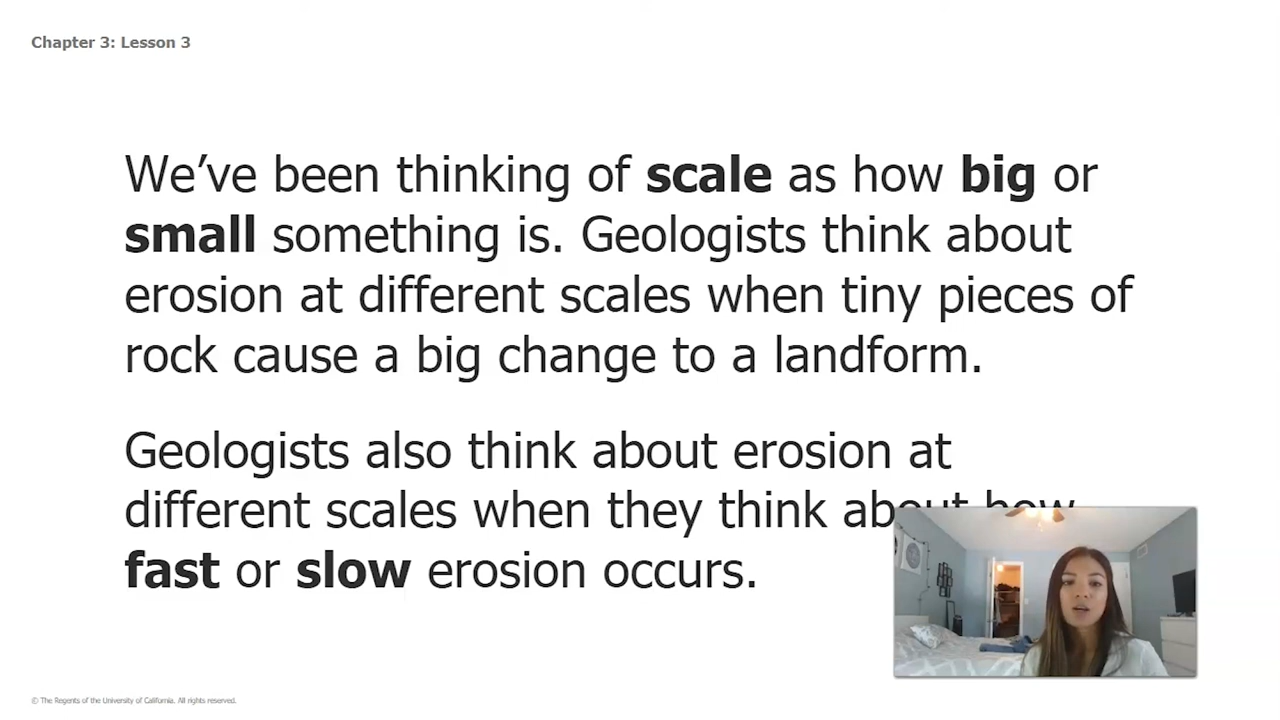 Chapter 3: Lesson 3
We’ve been thinking of scale as how big or
small something is. Geologists think about
erosion at different scales when tiny pieces of
rock cause a big change to a landform.
Geologists also think about erosion at
different scales when they think about how
fast or slow erosion occurs.
© The Regents of the University of California. All rights reserved.